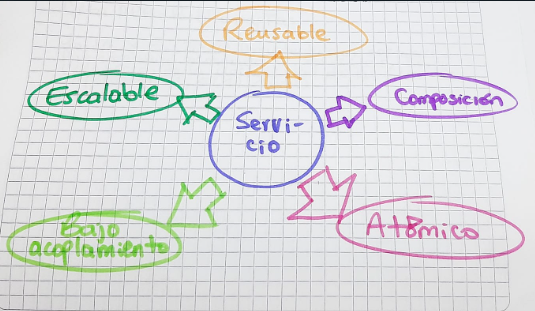 Reusable
Escalable
Composición
Servi-
cio
Bajo
acoplamiento
Atómico